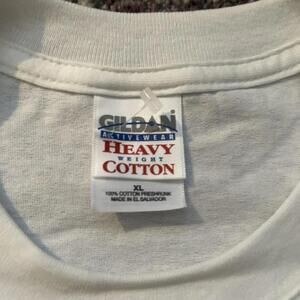 GILDAN
ACTIVEWEAR
HEAVY
WEIGHT
COTTON
XL
100% COTTON PRESHRUNK
MADE IN EL SALVADOR